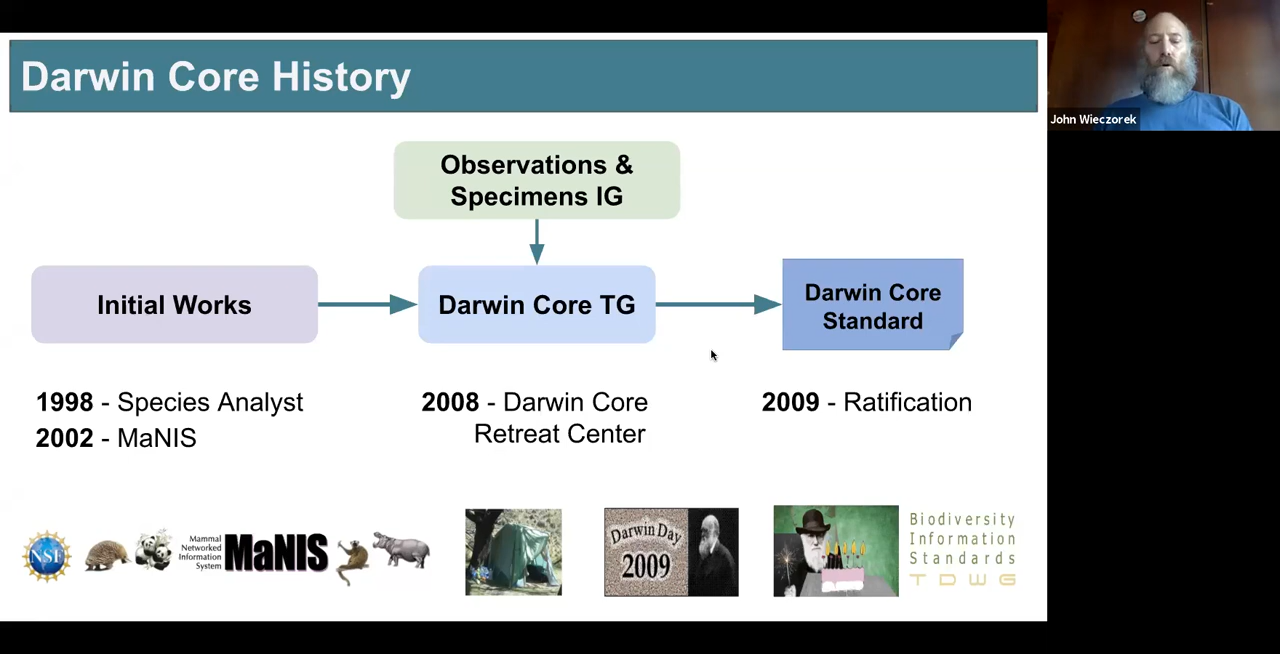 Darwin Core History
John Wieczorek
Observations &
Specimens IG
Initial Works
Darwin Core TG
Darwin Core
Standard
1998 - Species Analyst
2002 - MaNIS
2008 - Darwin Core
Retreat Center
2009 - Ratification
NSF
Mammal
Networked
Information
System
MaNIS
Darwin Day
2009
Biodiversity
Information
Standards
TDWG